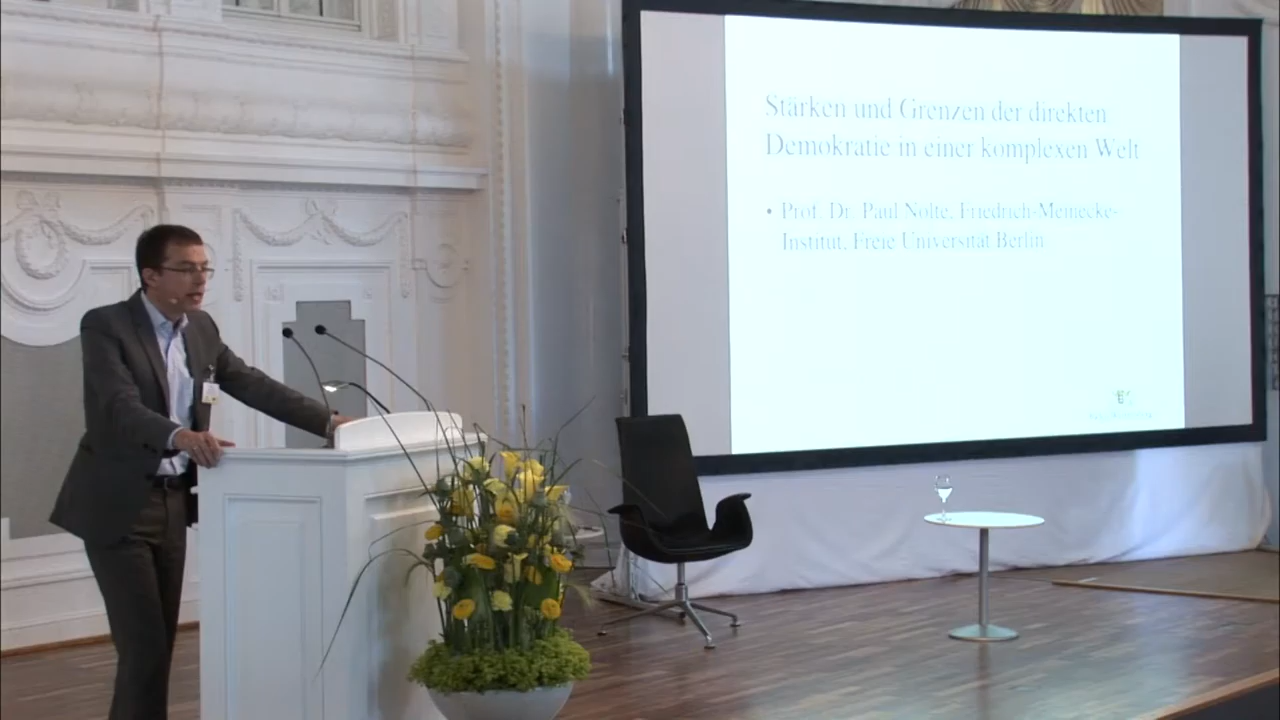 Stärken und Grenzen der direkten
Demokratie in einer komplexen Welt
• Prof. Dr. Paul Nolte, Friedrich-Meinecke-
Institut, Freie Universität Berlin